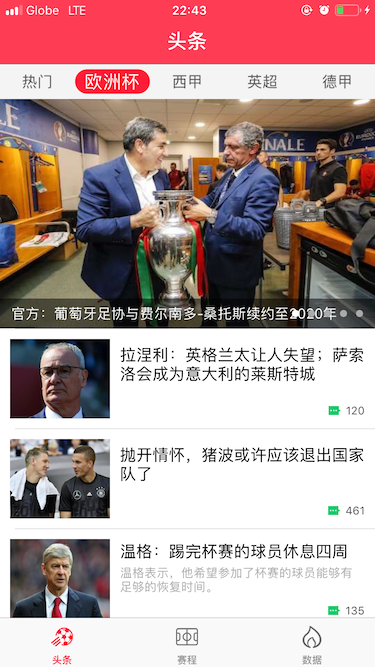 Globe LTE 22:43
头条
热门 欧洲杯 西甲 英超 德甲
FINALE
官方：葡萄牙足协与费尔南多-桑托斯续约至2020年
拉涅利：英格兰太让人失望；萨索
洛会成为意大利的莱斯特城
120
抛开情怀，猪波或许应该退出国家
队了
461
温格：踢完杯赛的球员休息四周
温格表示，他希望参加了杯赛的球员能够有
足够的恢复时间。
135
头条 赛程 数据